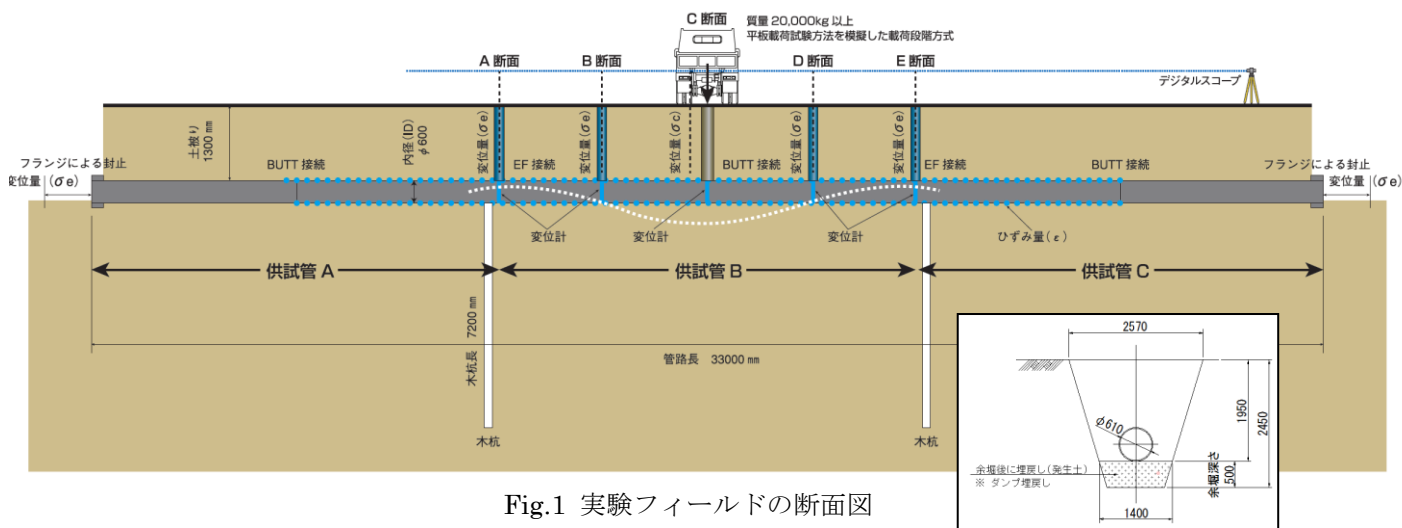 C 断面
質量 20,000kg 以上
平板載荷試験方法を模擬した載荷段階方式
A 断面
B 断面
D 断面
E 断面
デジタルスコープ
土被り
1300 mm
内径(ID)
φ600
変位量(σe)
変位量(σe)
変位量(σc)
変位量(σe)
変位量(σe)
フランジによる封止
変位量(σe)
BUTT 接続
EF 接続
BUTT 接続
EF 接続
BUTT 接続
フランジによる封止
変位量(σe)
変位計
変位計
変位計
ひずみ量(ε)
供試管 A
供試管 B
供試管 C
木杭長 7200 mm
管路長 33000 mm
木杭
木杭
2570
φ610
1950
2450
余堀深さ
500
余堀後に埋戻し(発生土)
※ ダンプ埋戻し
1400
Fig.1 実験フィールドの断面図